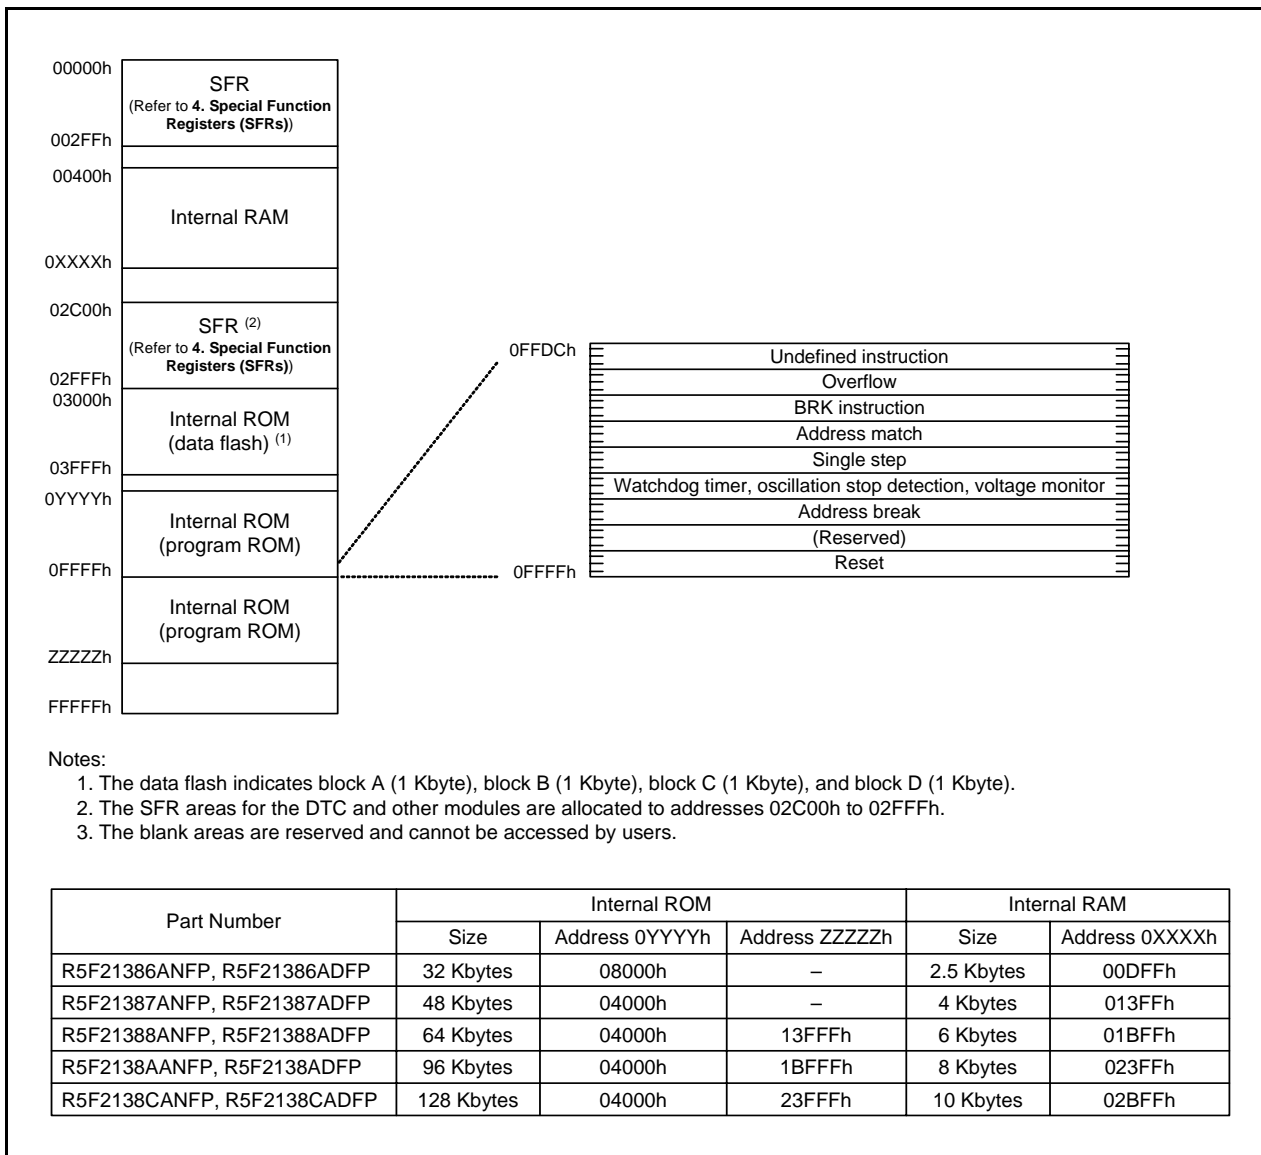 00000h
SFR
(Refer to 4. Special Function
Registers (SFRs))
002FFh
00400h
Internal RAM
0XXXXh
02C00h
SFR (2)
(Refer to 4. Special Function
Registers (SFRs))
02FFFh
03000h
Internal ROM
(data flash) (1)
03FFFh
0YYYYh
Internal ROM
(program ROM)
0FFFFh
Internal ROM
(program ROM)
ZZZZZh
FFFFFh
0FFDCh
Undefined instruction
Overflow
BRK instruction
Address match
Single step
Watchdog timer, oscillation stop detection, voltage monitor
Address break
(Reserved)
Reset
0FFFFh
Notes:
1. The data flash indicates block A (1 Kbyte), block B (1 Kbyte), block C (1 Kbyte), and block D (1 Kbyte).
2. The SFR areas for the DTC and other modules are allocated to addresses 02C00h to 02FFFh.
3. The blank areas are reserved and cannot be accessed by users.
Part Number Internal ROM Internal RAM
Size Address 0YYYYh Address ZZZZZh Size Address 0XXXXh
R5F21386ANFP, R5F21386ADFP 32 Kbytes 08000h – 2.5 Kbytes 00DFFh
R5F21387ANFP, R5F21387ADFP 48 Kbytes 04000h – 4 Kbytes 013FFh
R5F21388ANFP, R5F21388ADFP 64 Kbytes 04000h 13FFFh 6 Kbytes 01BFFh
R5F2138AANFP, R5F2138ADFP 96 Kbytes 04000h 1BFFFh 8 Kbytes 023FFh
R5F2138CANFP, R5F2138CADFP 128 Kbytes 04000h 23FFFh 10 Kbytes 02BFFh